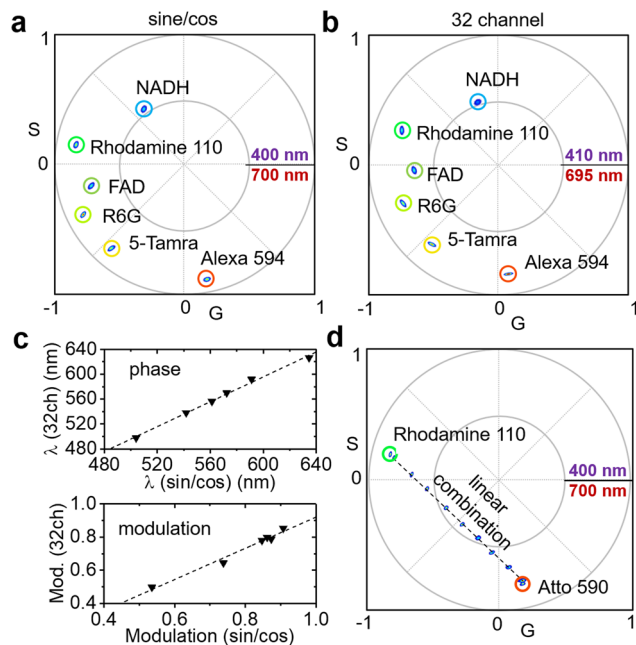 a
sine/cos
1
S
0
-1
0
1
G
NADH
Rhodamine 110
FAD
R6G
5-Tamra
Alexa 594
400 nm
700 nm
b
32 channel
1
S
0
-1
0
1
G
NADH
Rhodamine 110
FAD
R6G
5-Tamra
Alexa 594
410 nm
695 nm
c
phase
λ (32ch) (nm)
640
600
560
520
480
480
520
560
600
640
λ (sin/cos) (nm)
modulation
Mod. (32ch)
1.0
0.8
0.6
0.4
0.4
0.6
0.8
1.0
Modulation (sin/cos)
d
1
S
0
-1
0
1
G
Rhodamine 110
linear
combination
Atto 590
400 nm
700 nm